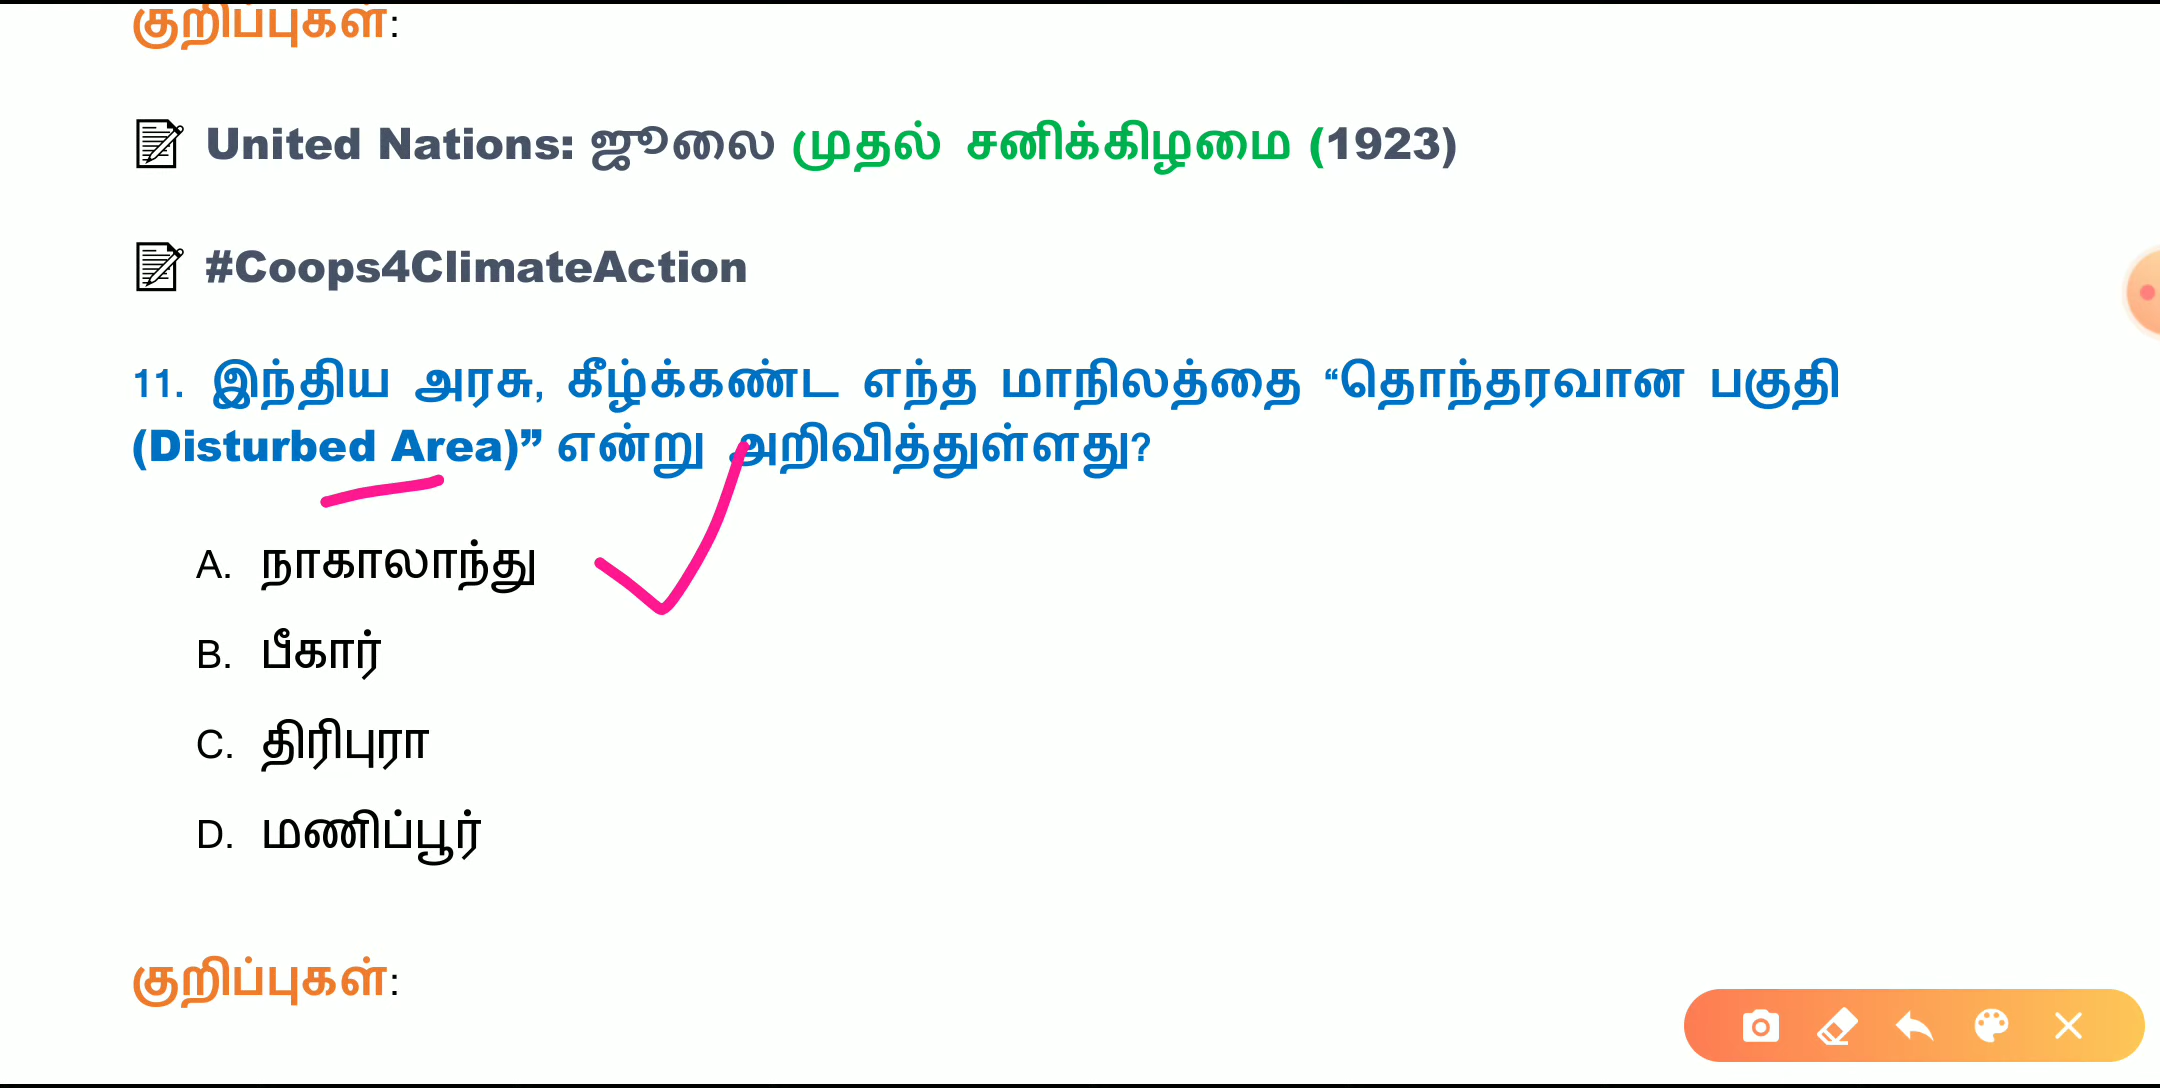 குறிப்புகள்:
United Nations: ஜூலை முதல் சனிக்கிழமை (1923)
#Coops4ClimateAction
11. இந்திய அரசு, கீழ்க்கண்ட எந்த மாநிலத்தை “தொந்தரவான பகுதி
(Disturbed Area)” என்று அறிவித்துள்ளது?
A. நாகாலாந்து
B. பீகார்
C. திரிபுரா
D. மணிப்பூர்
குறிப்புகள்: